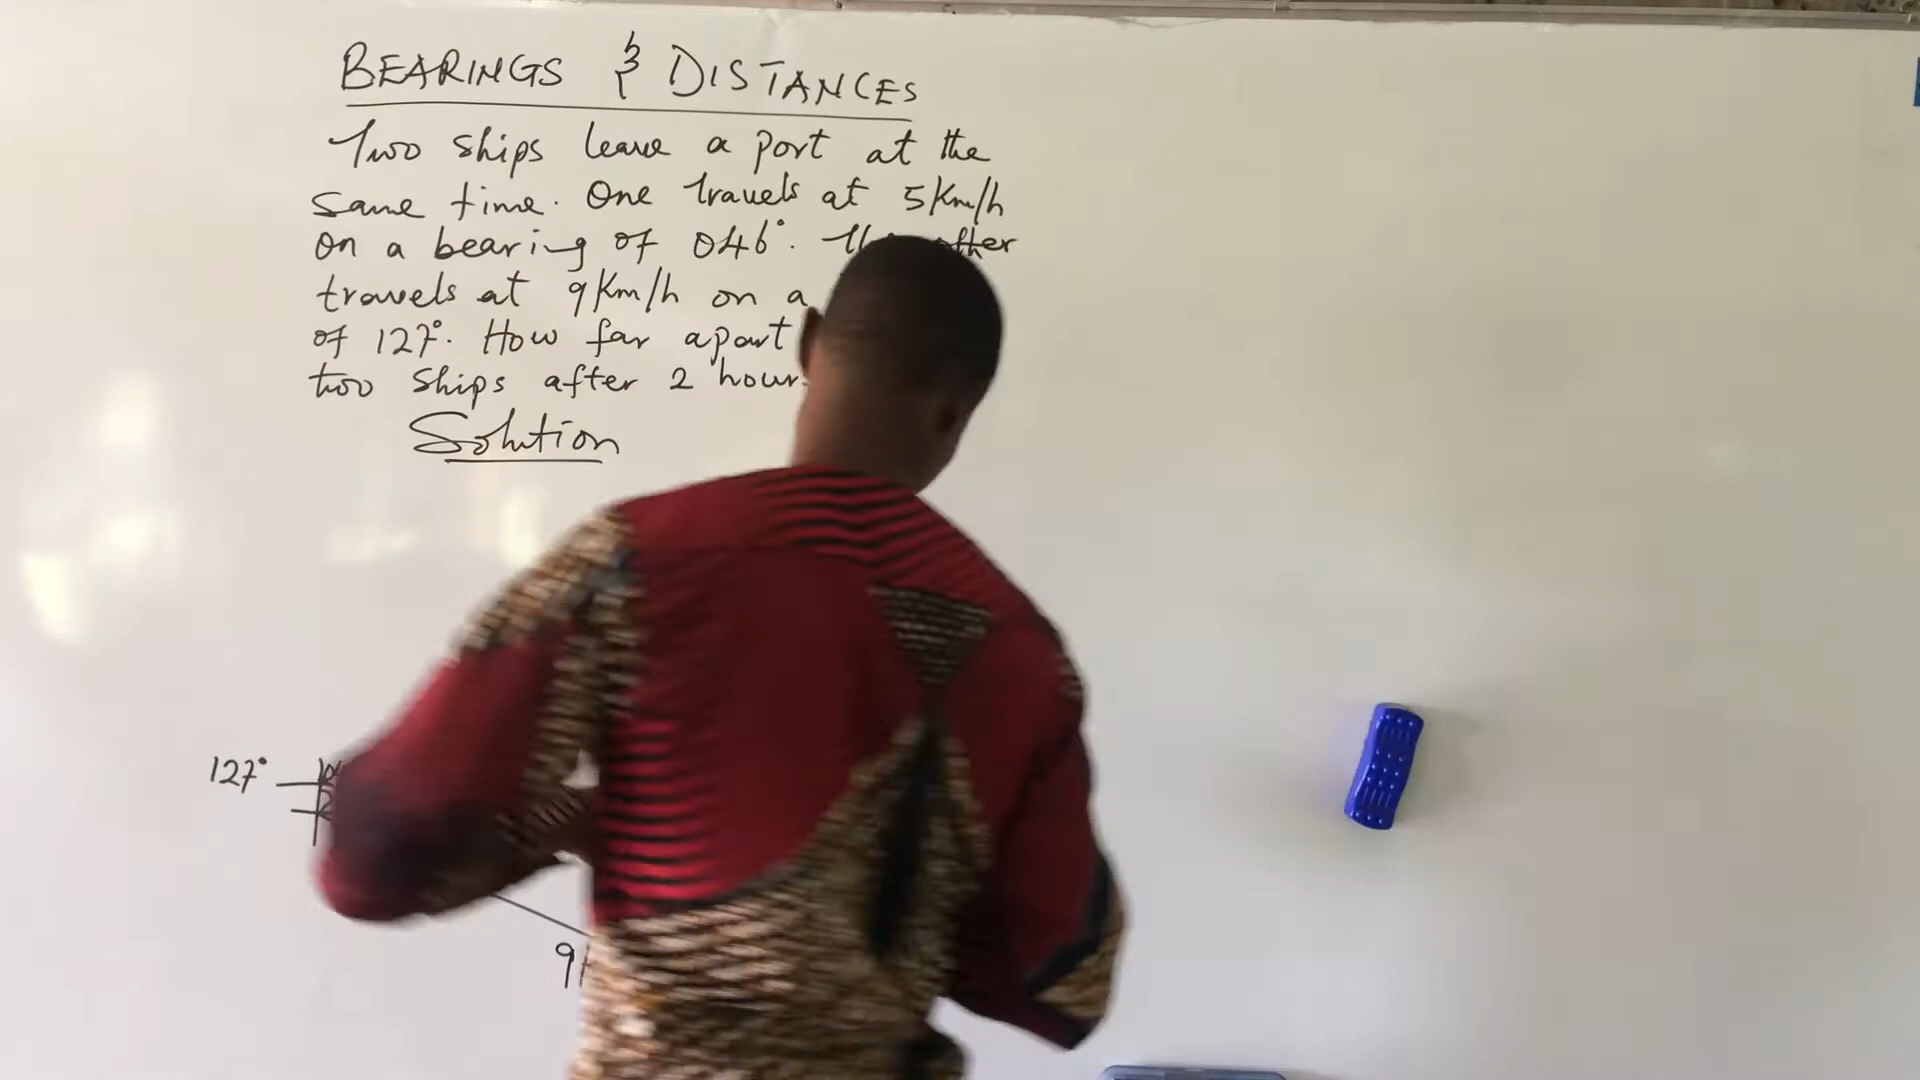 BEARINGS & DISTANCES
Two ships leave a port at the
same time. One travels at 5km/h
on a bearing of 046°.
travels at 9km/h on a
of 127°. How far apart
two ships after 2 hour
Solution
127°
9